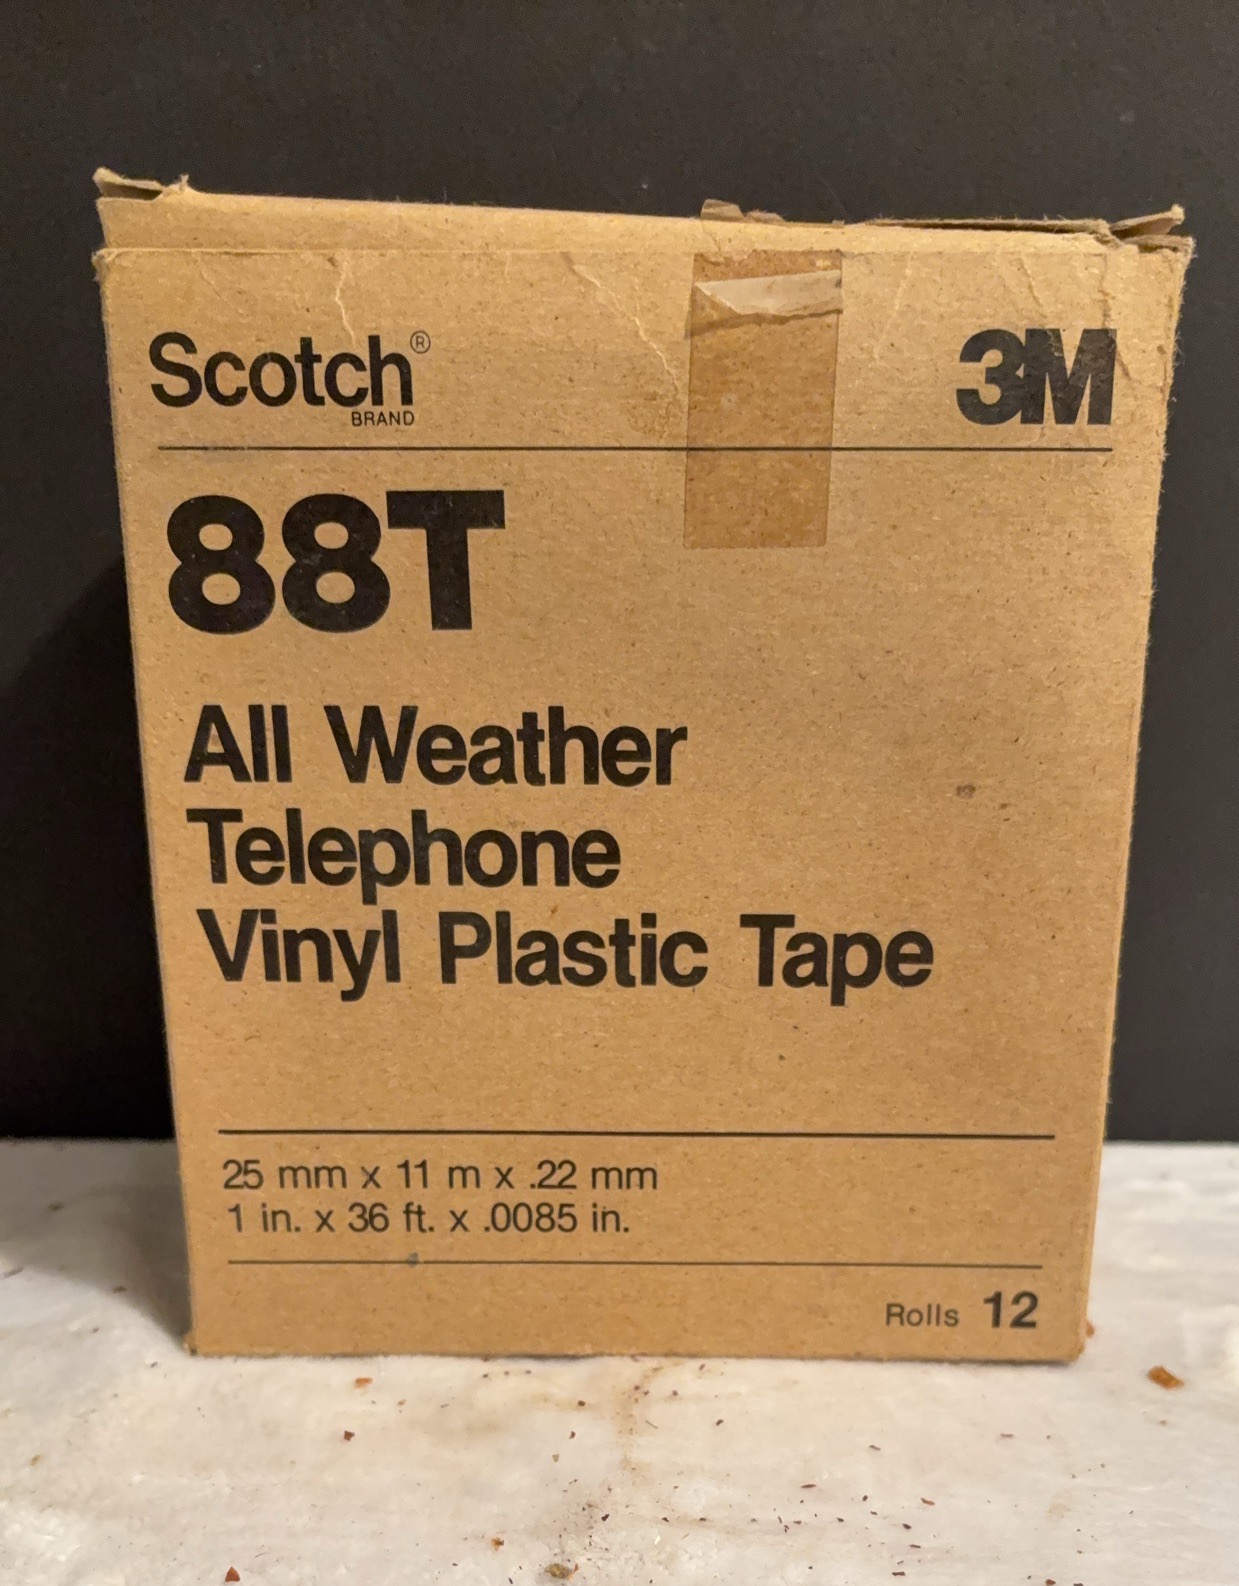 Scotch®
BRAND
3M
88T
All Weather
Telephone
Vinyl Plastic Tape
25 mm x 11 m x .22 mm
1 in. x 36 ft. x .0085 in.
Rolls 12